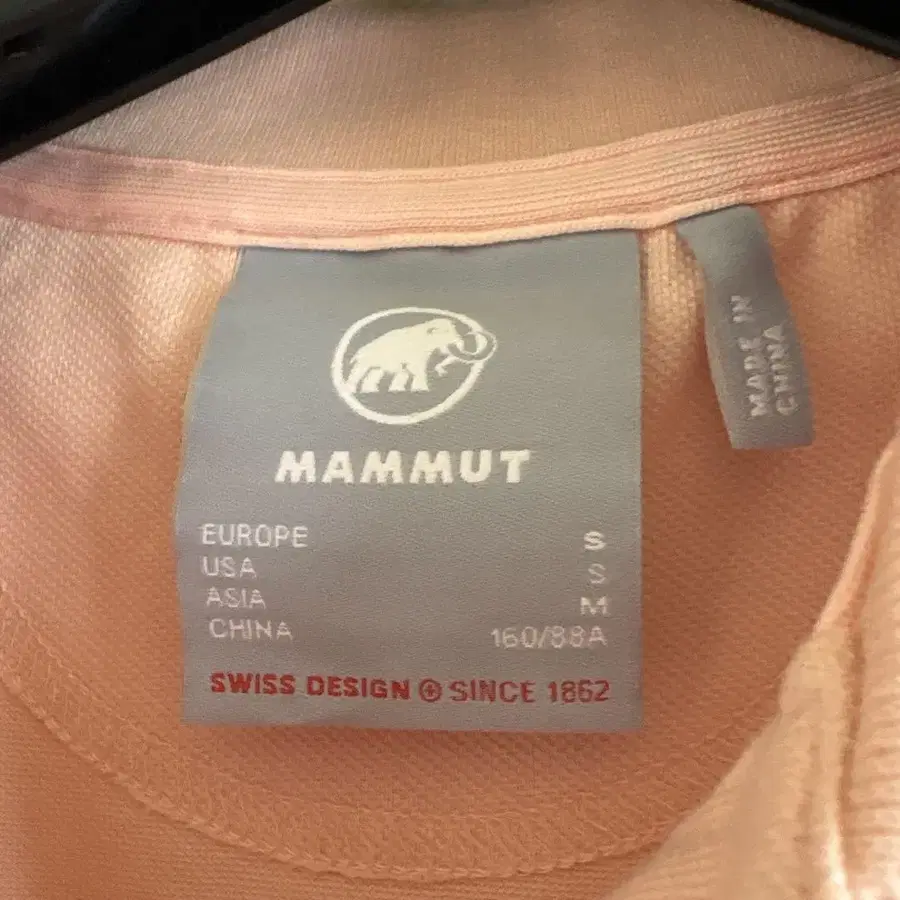 MAMMUT
EUROPE S
USA S
ASIA M
CHINA 160/88A
SWISS DESIGN SINCE 1862
MADE IN
CHINA